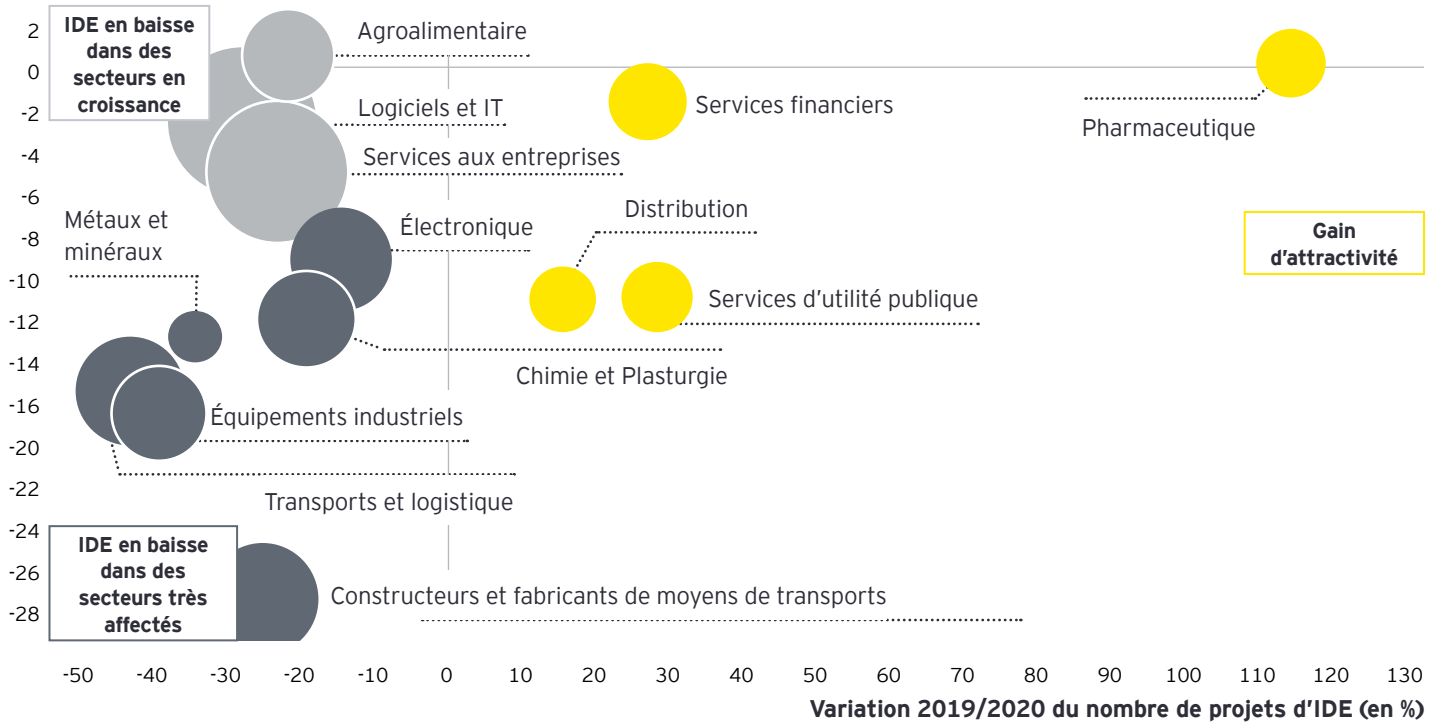 2
0
-2
-4
-6
-8
-10
-12
-14
-16
-20
-22
-24
-26
-28
IDE en baisse
dans des
secteurs en
croissance
Agroalimentaire
Logiciels et IT
Services aux entreprises
Services financiers
Pharmaceutique
Métaux et
minéraux
Électronique
Distribution
Gain
d'attractivité
Services d'utilité publique
Chimie et Plasturgie
Équipements industriels
Transports et logistique
IDE en baisse
dans des
secteurs très
affectés
Constructeurs et fabricants de moyens de transports
-50 -40 -30 -20 -10 0 10 20 30 40 50 60 70 80 90 100 110 120 130
Variation 2019/2020 du nombre de projets d'IDE (en %)